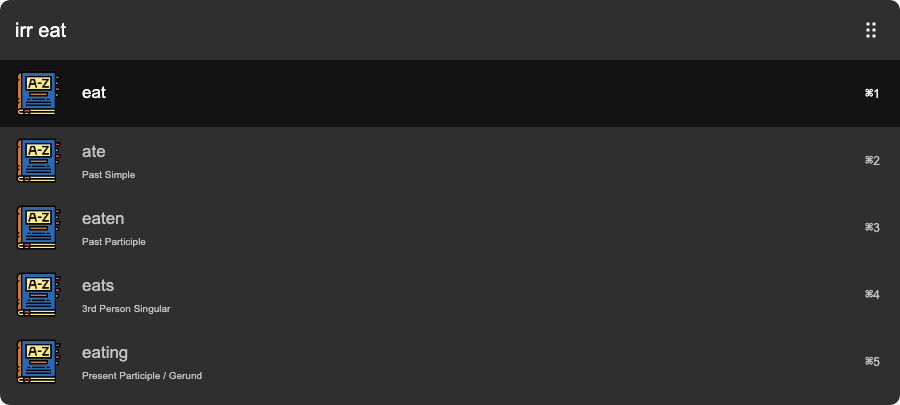 irr eat
A-Z
eat
⌘1
A-Z
ate
Past Simple
⌘2
A-Z
eaten
Past Participle
⌘3
A-Z
eats
3rd Person Singular
⌘4
A-Z
eating
Present Participle / Gerund
⌘5